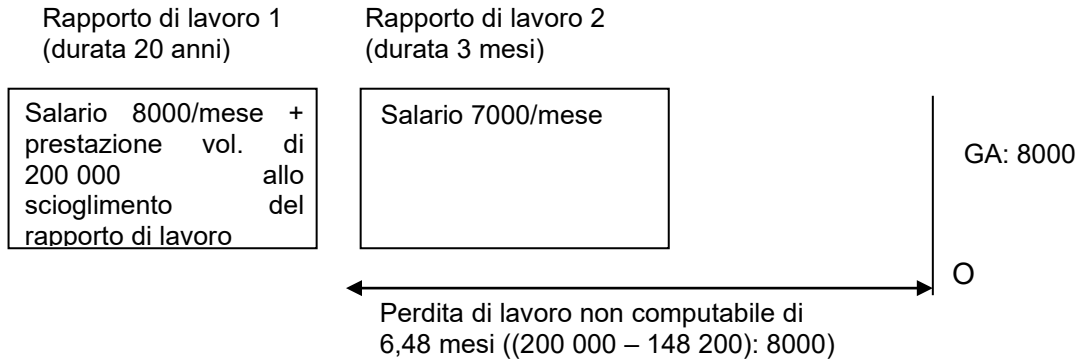 Rapporto di lavoro 1
(durata 20 anni)
Rapporto di lavoro 2
(durata 3 mesi)
Salario 8000/mese +
prestazione vol. di
200 000 allo
scioglimento del
rapporto di lavoro
Salario 7000/mese
GA: 8000
O
Perdita di lavoro non computabile di
6,48 mesi ((200 000 – 148 200): 8000)